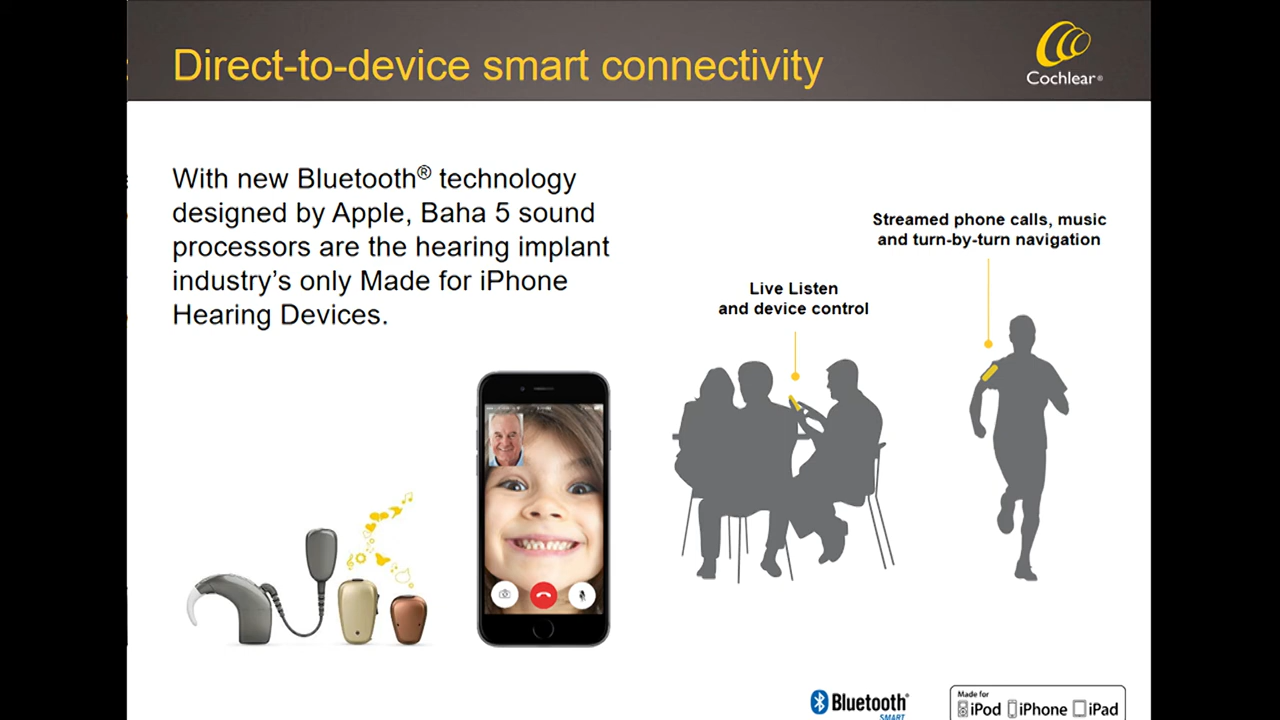 Direct-to-device smart connectivity
Cochlear®
With new Bluetooth® technology
designed by Apple, Baha 5 sound
processors are the hearing implant
industry’s only Made for iPhone
Hearing Devices.
Streamed phone calls, music
and turn-by-turn navigation
Live Listen
and device control
Bluetooth®
SMART
Made for
iPod iPhone iPad